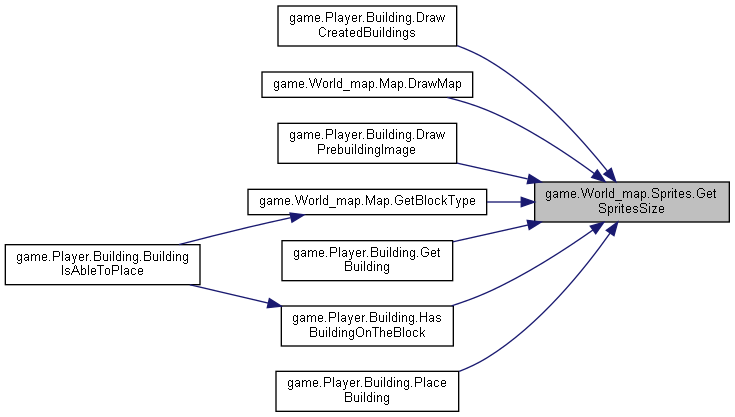 game.Player.Building.Draw
CreatedBuildings
game.World_map.Map.DrawMap
game.Player.Building.Draw
PrebuildingImage
game.World_map.Sprites.Get
SpritesSize
game.World_map.Map.GetBlockType
game.Player.Building.Building
IsAbleToPlace
game.Player.Building.Get
Building
game.Player.Building.Has
BuildingOnTheBlock
game.Player.Building.Place
Building